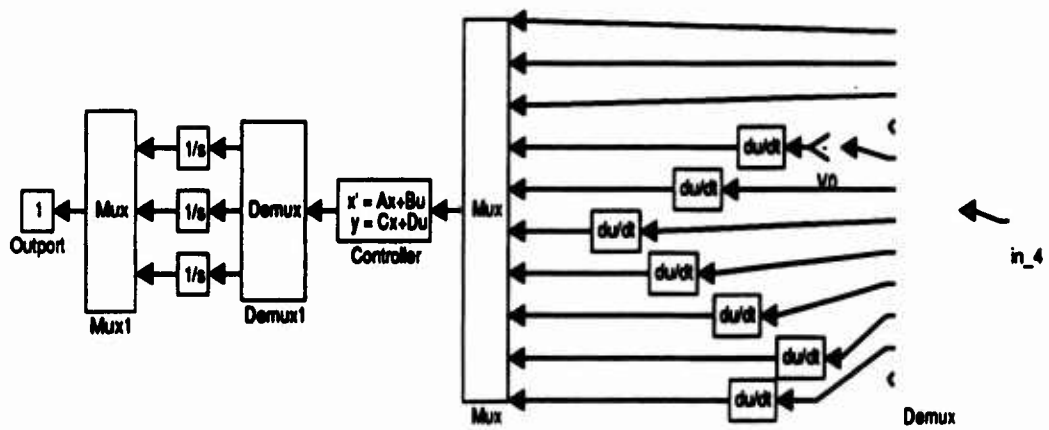 du/dt
1/s
du/dt
V0
1
Mux
1/s
Demux
x' = Ax+Bu
y = Cx+Du
Mux
du/dt
Outport
Controller
in_4
1/s
du/dt
Mux1
Demux1
du/dt
du/dt
du/dt
Mux
Demux